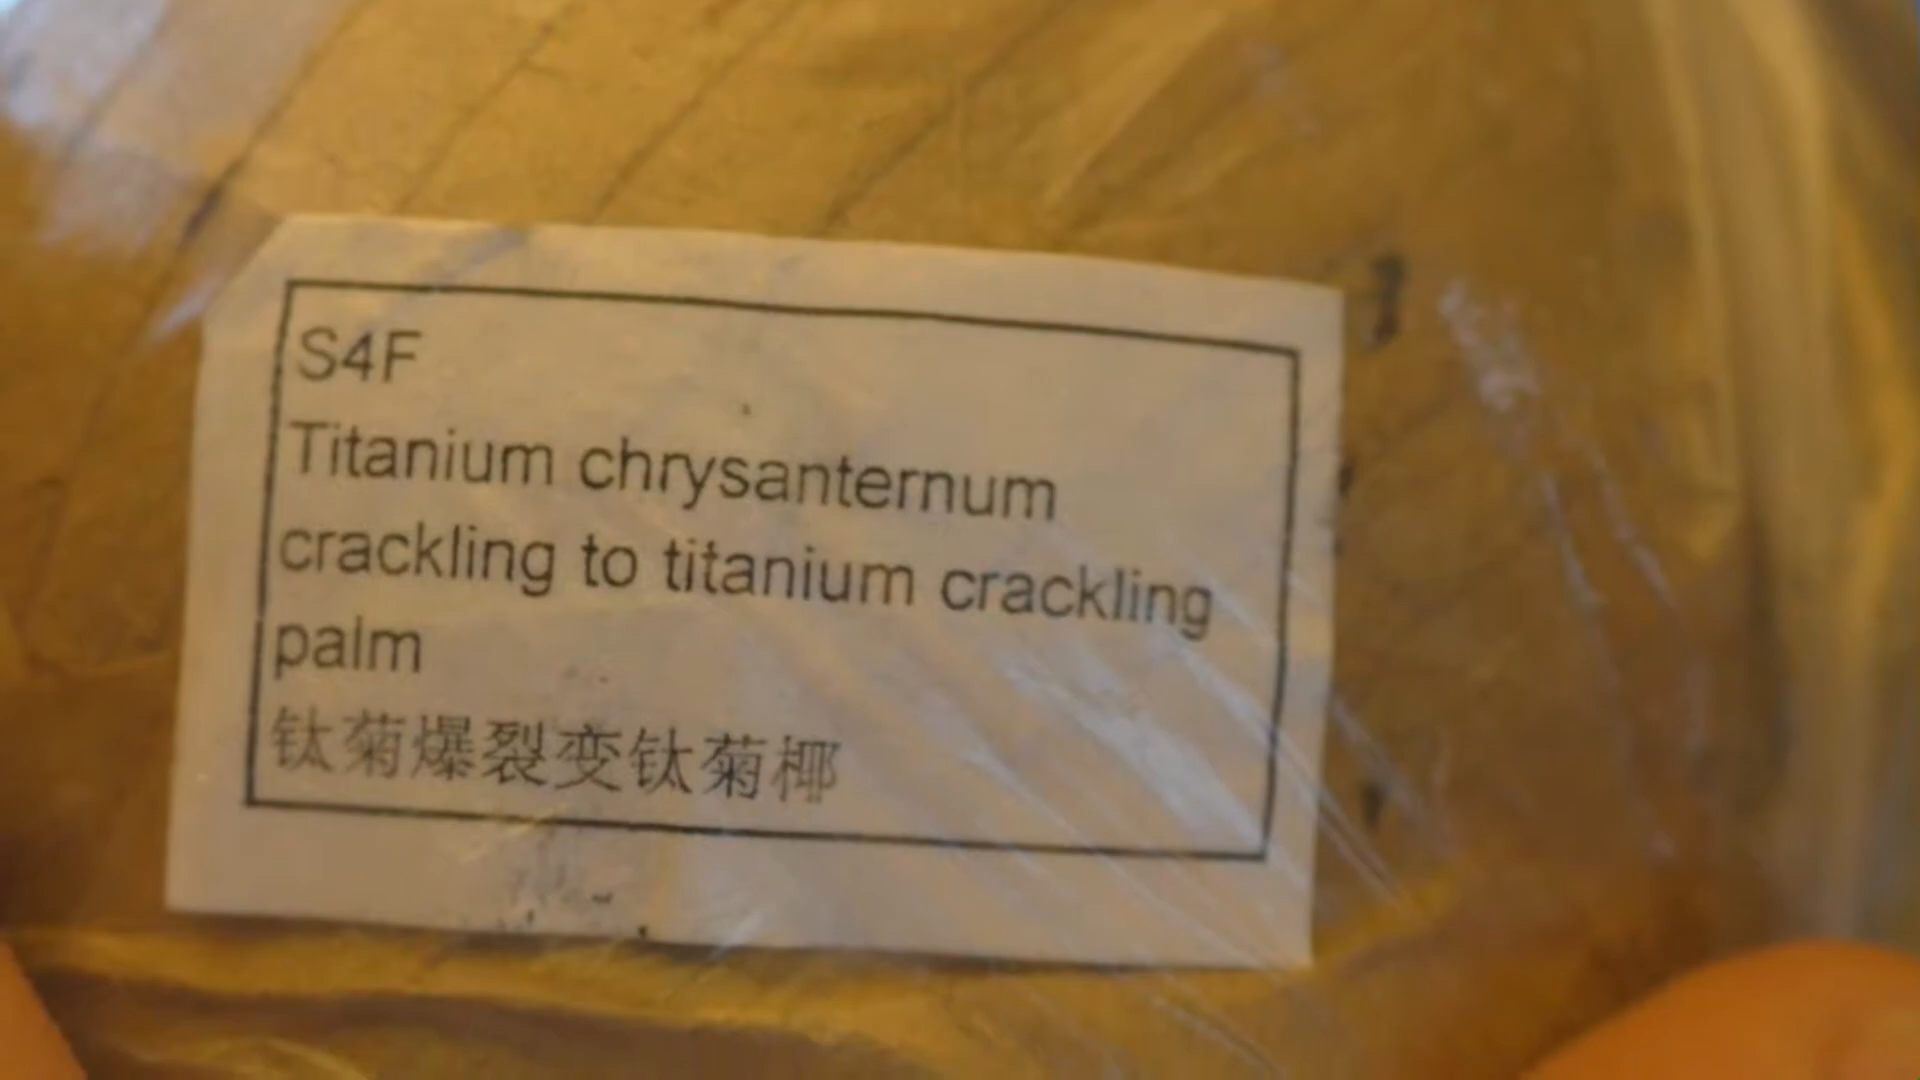 S4F
Titanium chrysanternum
crackling to titanium crackling
palm
钛菊爆裂变钛菊椰